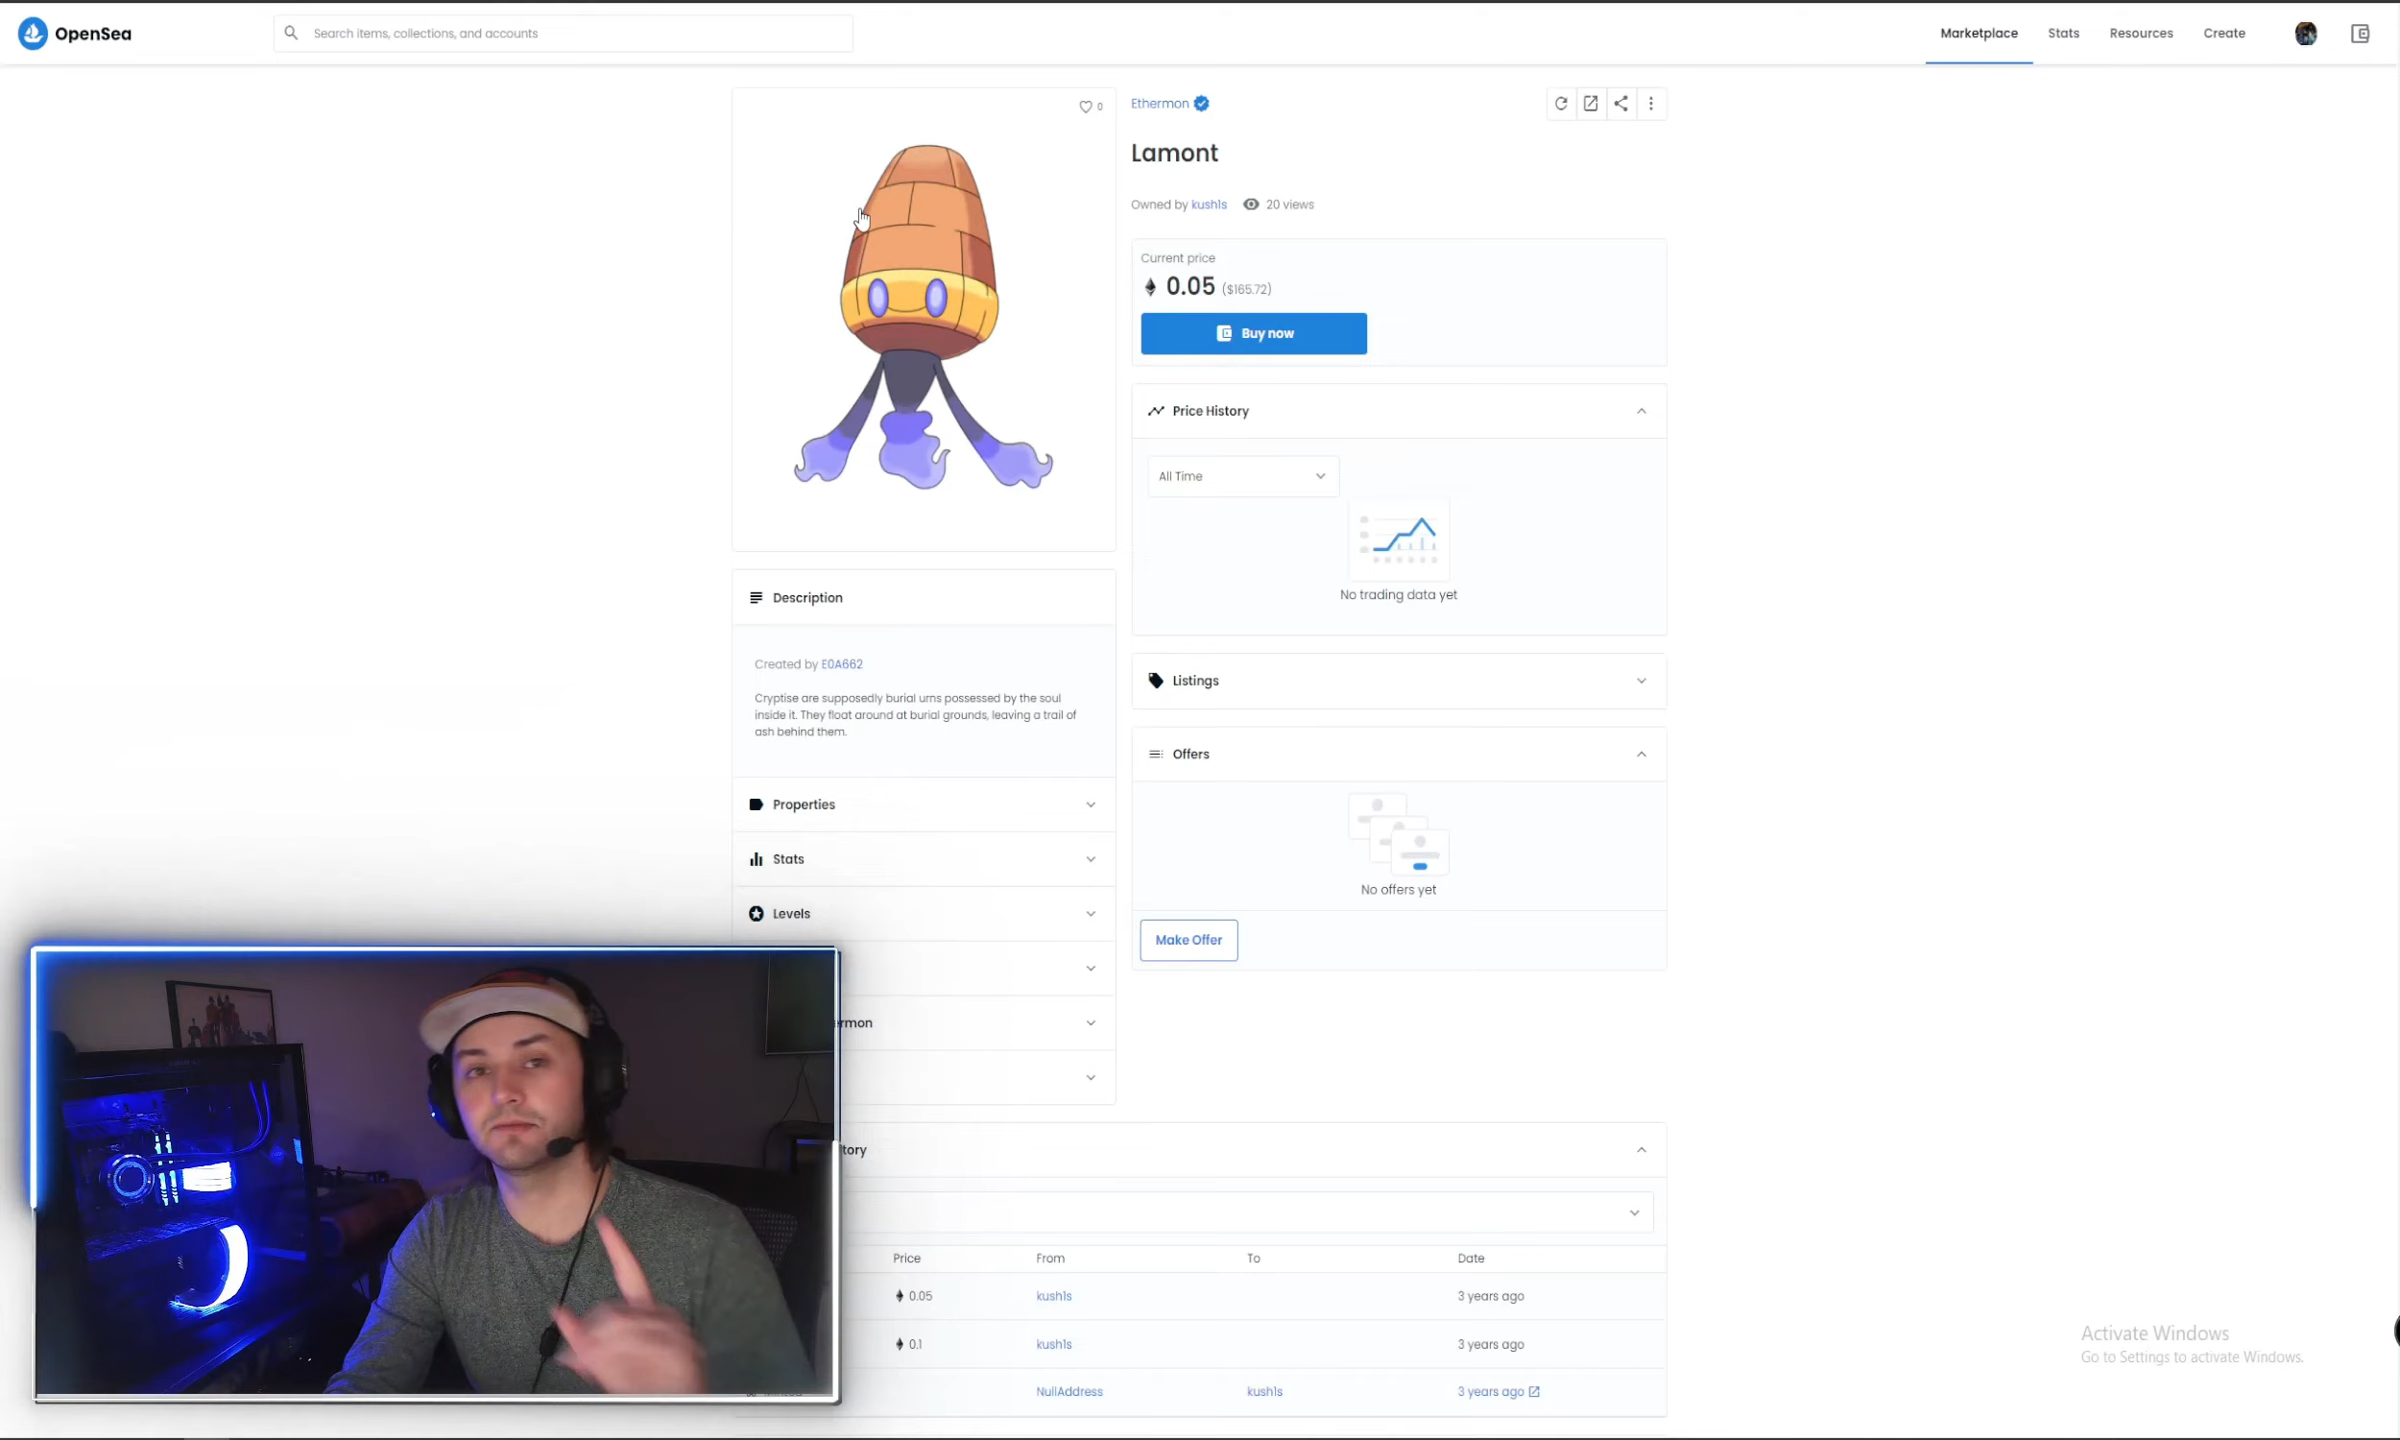 OpenSea
Search items, collections, and accounts
Marketplace
Stats
Resources
Create
0
Ethermon
Lamont
Owned by kush1s
20 views
Current price
0.05 ($165.72)
Buy now
Price History
All Time
No trading data yet
Description
Created by E0A662
Cryptise are supposedly burial urns possessed by the soul
inside it. They float around at burial grounds, leaving a trail of
ash behind them.
Properties
Stats
Levels
ermon
Listings
Offers
No offers yet
Make Offer
tory
Price From To Date
0.05 kush1s 3 years ago
0.1 kush1s 3 years ago
NullAddress kush1s 3 years ago
Activate Windows
Go to Settings to activate Windows.